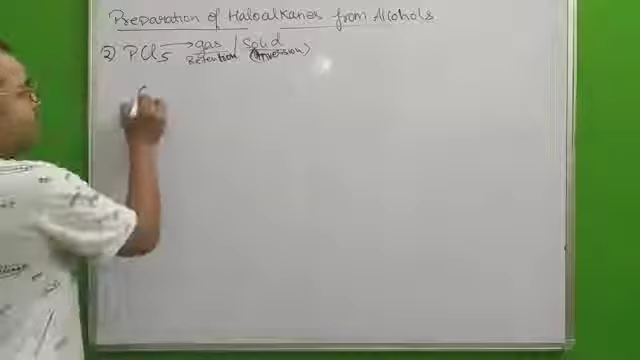 Preparation of Haloalkanes from Alcohols
2) PCl5 → gas / Solid
Retention (Inversion)